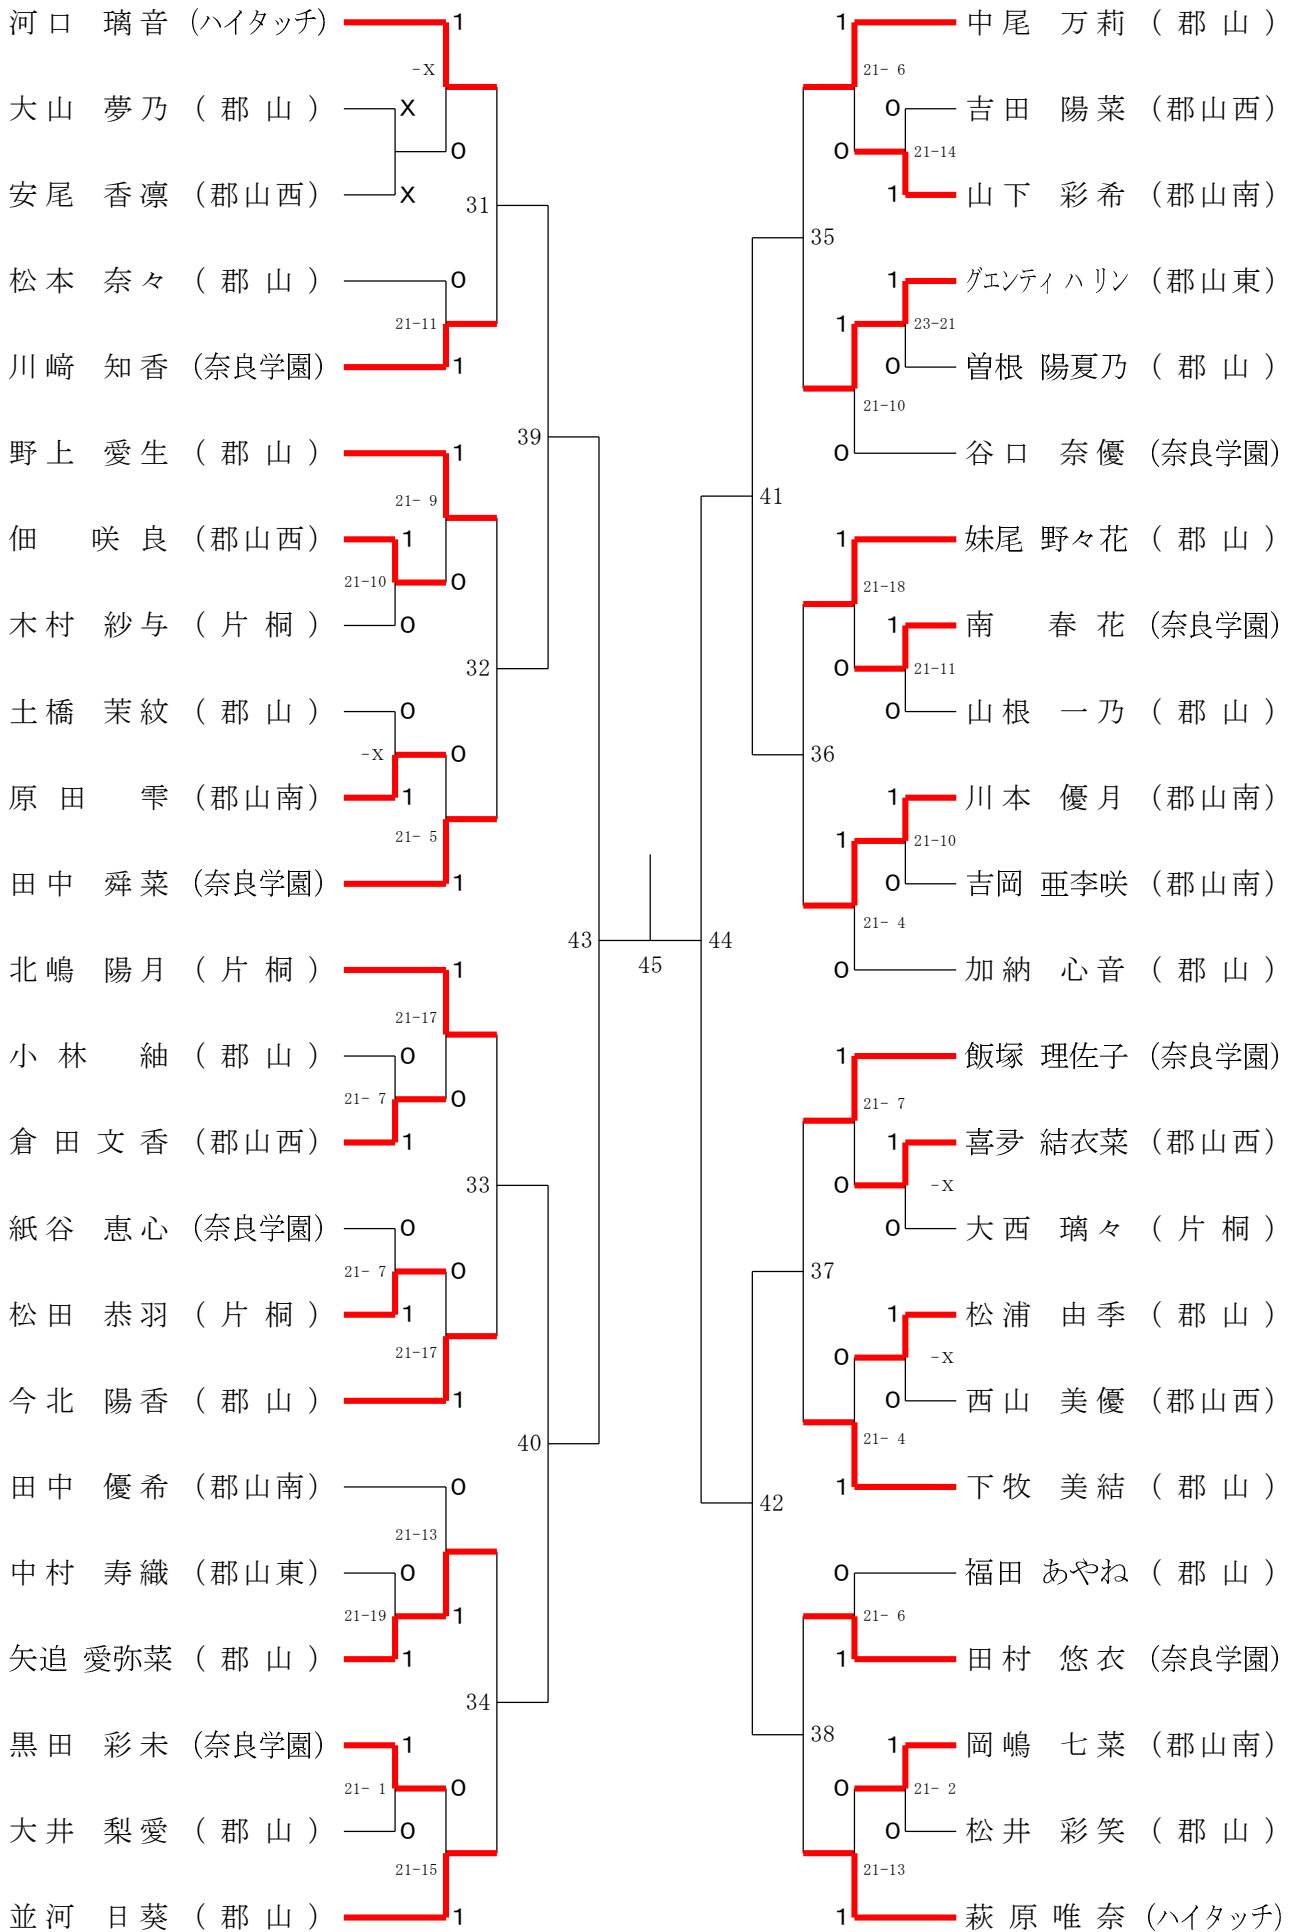 河口 璃音 (ハイタッチ) 1
-X
大山 夢乃 (郡山) X
0
安尾 香凛 (郡山西) X
31
松本 奈々 (郡山) 0
21-11
川﨑 知香 (奈良学園) 1
39
野上 愛生 (郡山) 1
21- 9
佃 咲良 (郡山西) 1
21-10 0
木村 紗与 (片桐) 0
32
土橋 茉紋 (郡山) 0
-X 0
原田 雫 (郡山南) 1
21- 5
田中 舜菜 (奈良学園) 1
43
北嶋 陽月 (片桐) 1
21-17
小林 紬 (郡山) 0
21- 7 0
倉田文香 (郡山西) 1
33
紙谷 恵心 (奈良学園) 0
21- 7 0
松田 恭羽 (片桐) 1
21-17
今北 陽香 (郡山) 1
40
田中 優希 (郡山南) 0
21-13
中村 寿織 (郡山東) 0
21-19 1
矢追 愛弥菜 (郡山) 1
34
黒田 彩未 (奈良学園) 1
21- 1 0
大井 梨愛 (郡山) 0
21-15
並河 日葵 (郡山) 1
45
1 中尾 万莉 (郡山)
21- 6
0 吉田 陽菜 (郡山西)
0 21-14
1 山下 彩希 (郡山南)
35
1 グエンティ ハ リン (郡山東)
1 23-21
0 曽根 陽夏乃 (郡山)
21-10
0 谷口 奈優 (奈良学園)
41
1 妹尾 野々花 (郡山)
21-18
1 南 春花 (奈良学園)
0 21-11
0 山根 一乃 (郡山)
36
1 川本 優月 (郡山南)
1 21-10
0 吉岡 亜李咲 (郡山南)
21- 4
44
0 加納 心音 (郡山)
1 飯塚 理佐子 (奈良学園)
21- 7
1 喜夛 結衣菜 (郡山西)
0 -X
0 大西 璃々 (片桐)
37
1 松浦 由季 (郡山)
0 -X
0 西山 美優 (郡山西)
21- 4
1 下牧 美結 (郡山)
42
0 福田 あやね (郡山)
21- 6
1 田村 悠衣 (奈良学園)
38
1 岡嶋 七菜 (郡山南)
0 21- 2
0 松井 彩笑 (郡山)
21-13
1 萩原唯奈 (ハイタッチ)